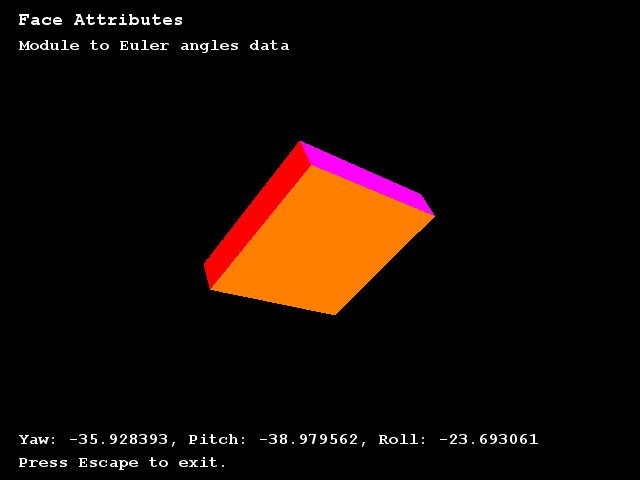 Face Attributes
Module to Euler angles data
Yaw: -35.928393, Pitch: -38.979562, Roll: -23.693061
Press Escape to exit.